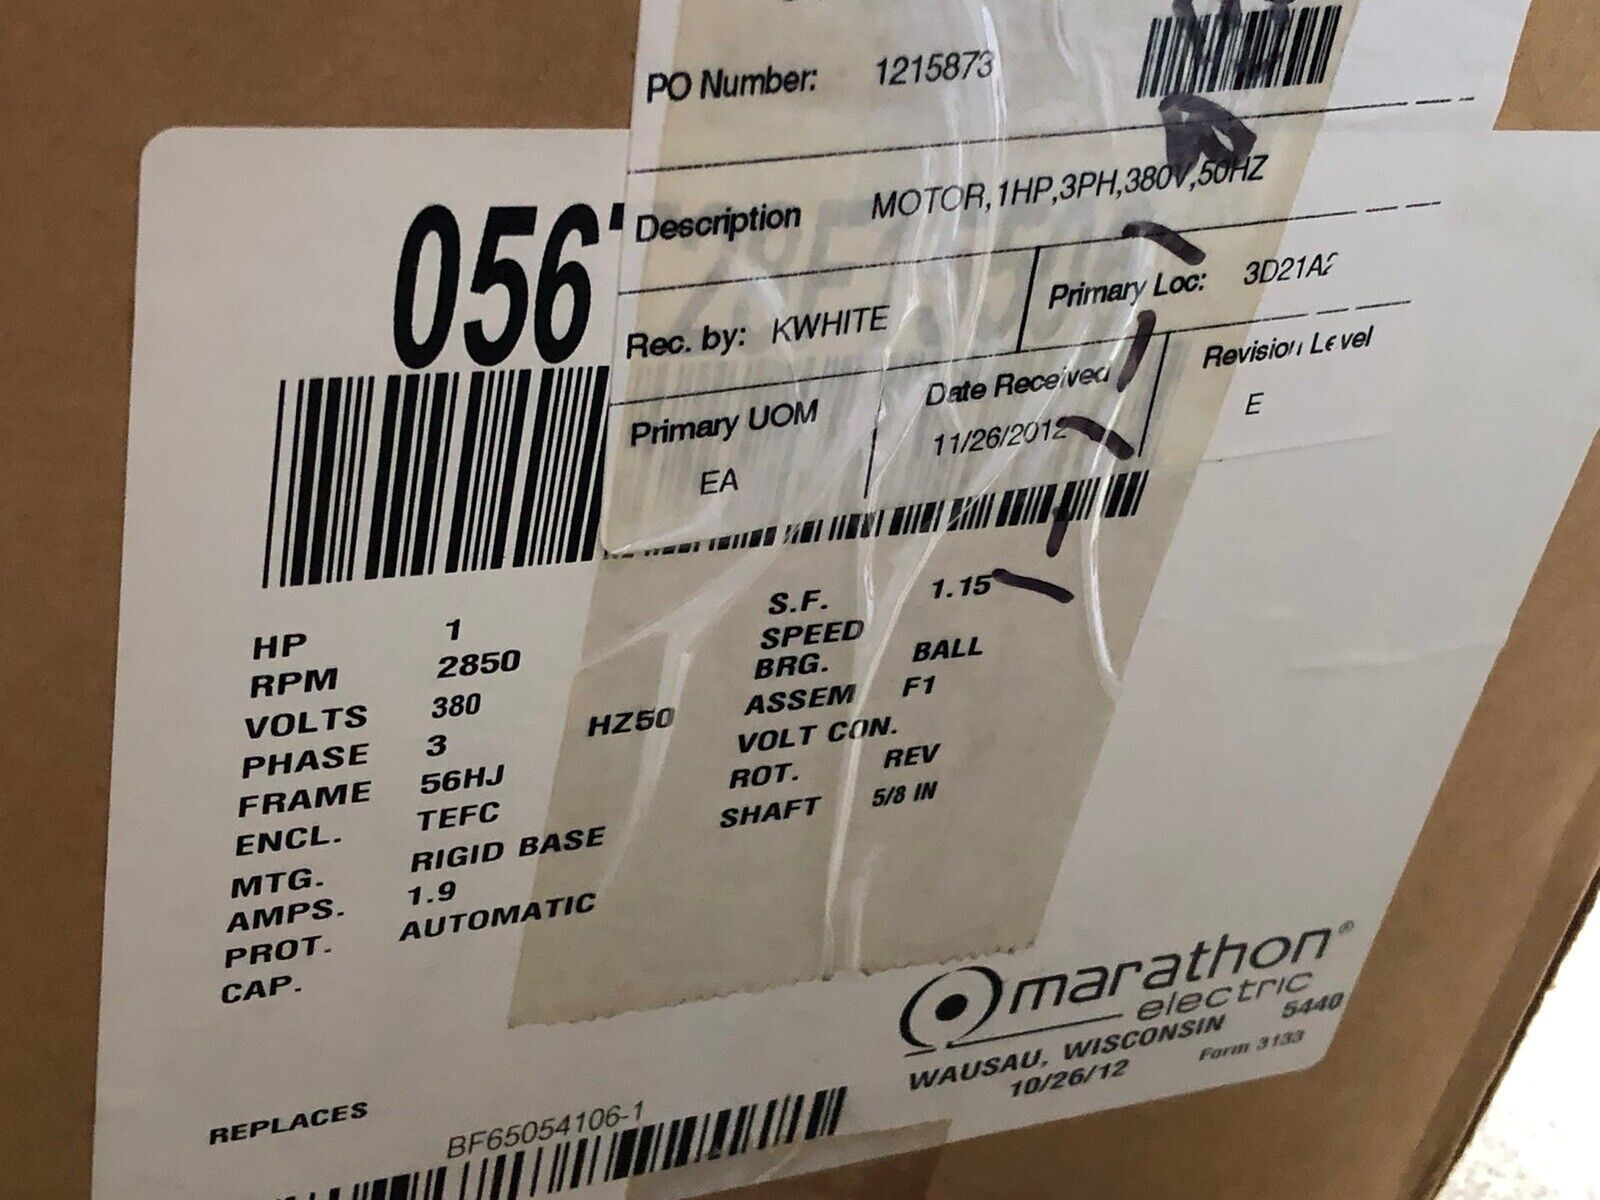 PO Number: 1215873
Description MOTOR,1HP,3PH,380V,50HZ
Rec. by: KWHITE
Primary Loc: 3D21A2
Primary UOM
EA
Date Received
11/26/2012
Revision Level
E
056
HP 1
RPM 2850
VOLTS 380 HZ50
PHASE 3
FRAME 56HJ
ENCL. TEFC
MTG. RIGID BASE
AMPS. 1.9
PROT. AUTOMATIC
CAP.
S.F. 1.15
SPEED
BRG. BALL
ASSEM F1
VOLT CON.
ROT. REV
SHAFT 5/8 IN
marathon®
electric
WAUSAU, WISCONSIN 5440
10/26/12 Form 3133
REPLACES
BF65054106-1